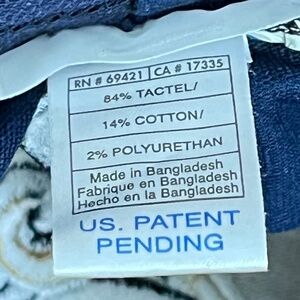 RN # 69421 | CA # 17335
84% TACTEL/
14% COTTON/
2% POLYURETHAN
Made in Bangladesh
Fabrique en Bangladesh
Hecho en la Bangladesh
US. PATENT
PENDING